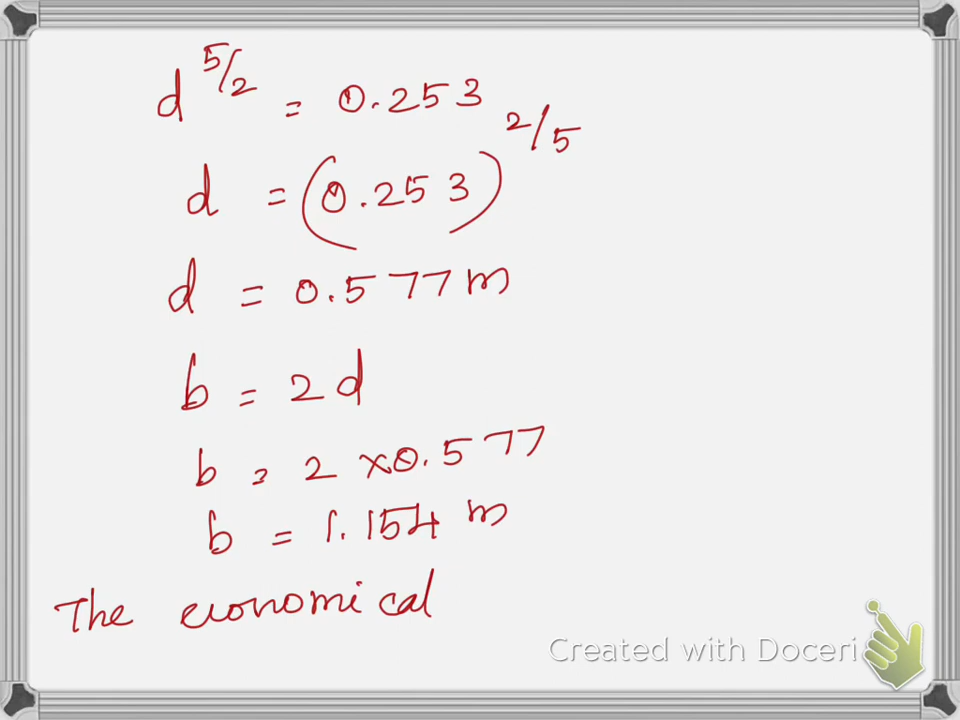 d^5/2 = 0.253
d = (0.253)^2/5
d = 0.577 m
b = 2d
b = 2 × 0.577
b = 1.154 m
The economical
Created with Doceri